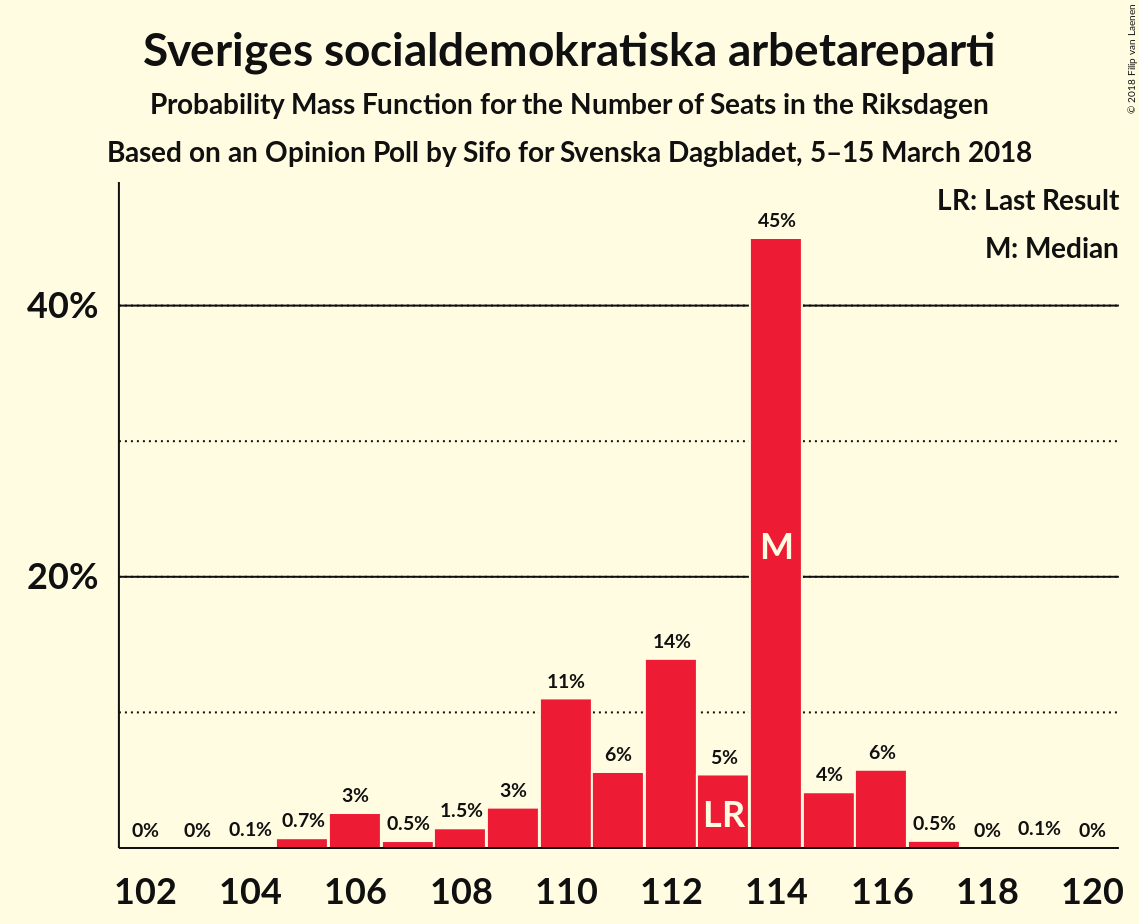 Sveriges socialdemokratiska arbetareparti
Probability Mass Function for the Number of Seats in the Riksdagen
Based on an Opinion Poll by Sifo for Svenska Dagbladet, 5–15 March 2018
© 2018 Filip van Laenen
LR: Last Result
M: Median
45%
40%
M
20%
14%
11%
6%
5%
6%
4%
3%
3%
1.5%
0.7%
0.5%
0.5%
0%
0%
0.1%
0%
0.1%
0%
LR
102 104 106 108 110 112 114 116 118 120